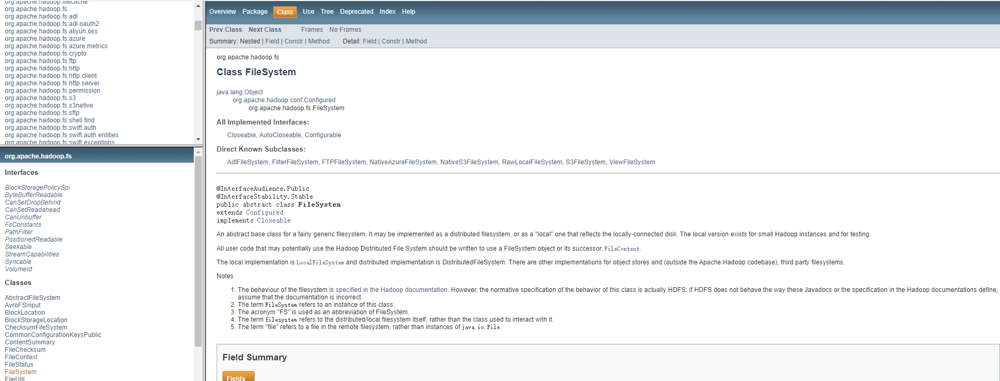 org.apache.hadoop.filecache
org.apache.hadoop.fs
org.apache.hadoop.fs.adl
org.apache.hadoop.fs.adl.oauth2
org.apache.hadoop.fs.aliyun.oss
org.apache.hadoop.fs.azure
org.apache.hadoop.fs.azure.metrics
org.apache.hadoop.fs.crypto
org.apache.hadoop.fs.ftp
org.apache.hadoop.fs.http
org.apache.hadoop.fs.http.client
org.apache.hadoop.fs.http.server
org.apache.hadoop.fs.permission
org.apache.hadoop.fs.s3
org.apache.hadoop.fs.s3native
org.apache.hadoop.fs.sftp
org.apache.hadoop.fs.shell.find
org.apache.hadoop.fs.swift.auth
org.apache.hadoop.fs.swift.auth.entities
org.apache.hadoop.fs.swift.exceptions
org.apache.hadoop.fs
Interfaces
BlockStoragePolicySpi
ByteBufferReadable
CanSetDropBehind
CanSetReadahead
CanUnbuffer
FsConstants
PathFilter
PositionedReadable
Seekable
StreamCapabilities
Syncable
VolumeId
Classes
AbstractFileSystem
AvroFSInput
BlockLocation
BlockStorageLocation
ChecksumFileSystem
CommonConfigurationKeysPublic
ContentSummary
FileChecksum
FileContext
FileStatus
FileSystem
FileUtil
Overview Package Class Use Tree Deprecated Index Help
Prev Class Next Class Frames No Frames
Summary: Nested | Field | Constr | Method Detail: Field | Constr | Method
org.apache.hadoop.fs
Class FileSystem
java.lang.Object
org.apache.hadoop.conf.Configured
org.apache.hadoop.fs.FileSystem
All Implemented Interfaces:
Closeable, AutoCloseable, Configurable
Direct Known Subclasses:
AdlFileSystem, FilterFileSystem, FTPFileSystem, NativeAzureFileSystem, NativeS3FileSystem, RawLocalFileSystem, S3FileSystem, ViewFileSystem
@InterfaceAudience.Public
@InterfaceStability.Stable
public abstract class FileSystem
extends Configured
implements Closeable
An abstract base class for a fairly generic filesystem. It may be implemented as a distributed filesystem, or as a "local" one that reflects the locally-connected disk. The local version exists for small Hadoop instances and for testing.
All user code that may potentially use the Hadoop Distributed File System should be written to use a FileSystem object or its successor, FileContext.
The local implementation is LocalFileSystem and distributed implementation is DistributedFileSystem. There are other implementations for object stores and (outside the Apache Hadoop codebase), third party filesystems.
Notes
1. The behaviour of the filesystem is specified in the Hadoop documentation. However, the normative specification of the behavior of this class is actually HDFS: if HDFS does not behave the way these Javadocs or the specification in the Hadoop documentations define,
assume that the documentation is incorrect.
2. The term FileSystem refers to an instance of this class.
3. The acronym "FS" is used as an abbreviation of FileSystem.
4. The term filesystem refers to the distributed/local filesystem itself, rather than the class used to interact with it.
5. The term "file" refers to a file in the remote filesystem, rather than instances of java.io.File.
Field Summary
Fields